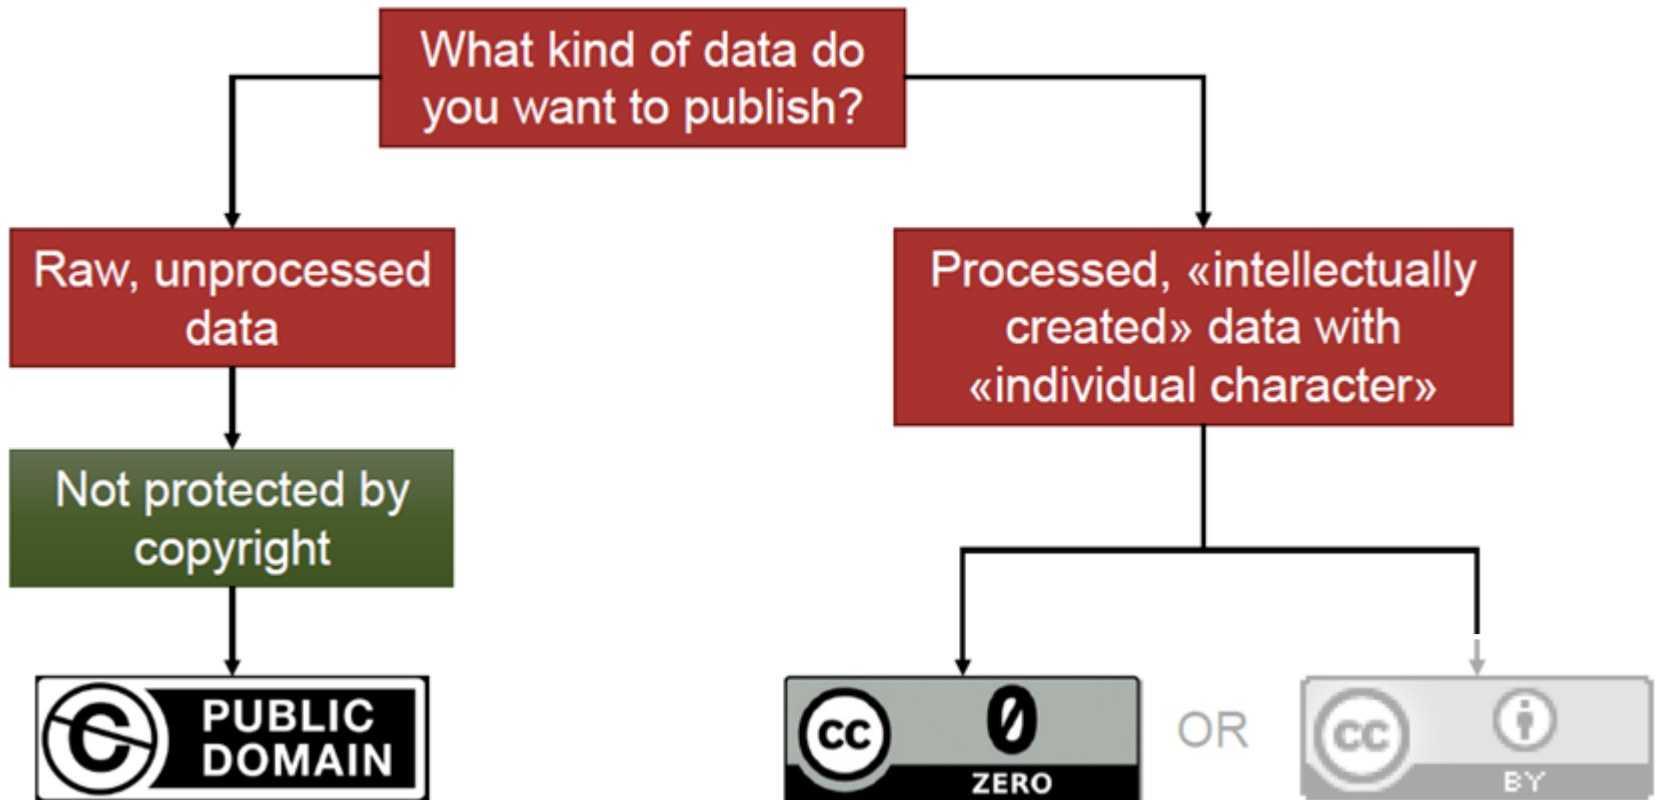 What kind of data do
you want to publish?
Raw, unprocessed
data
Processed, «intellectually
created» data with
«individual character»
Not protected by
copyright
C
PUBLIC
DOMAIN
cc
0
ZERO
OR
cc
BY